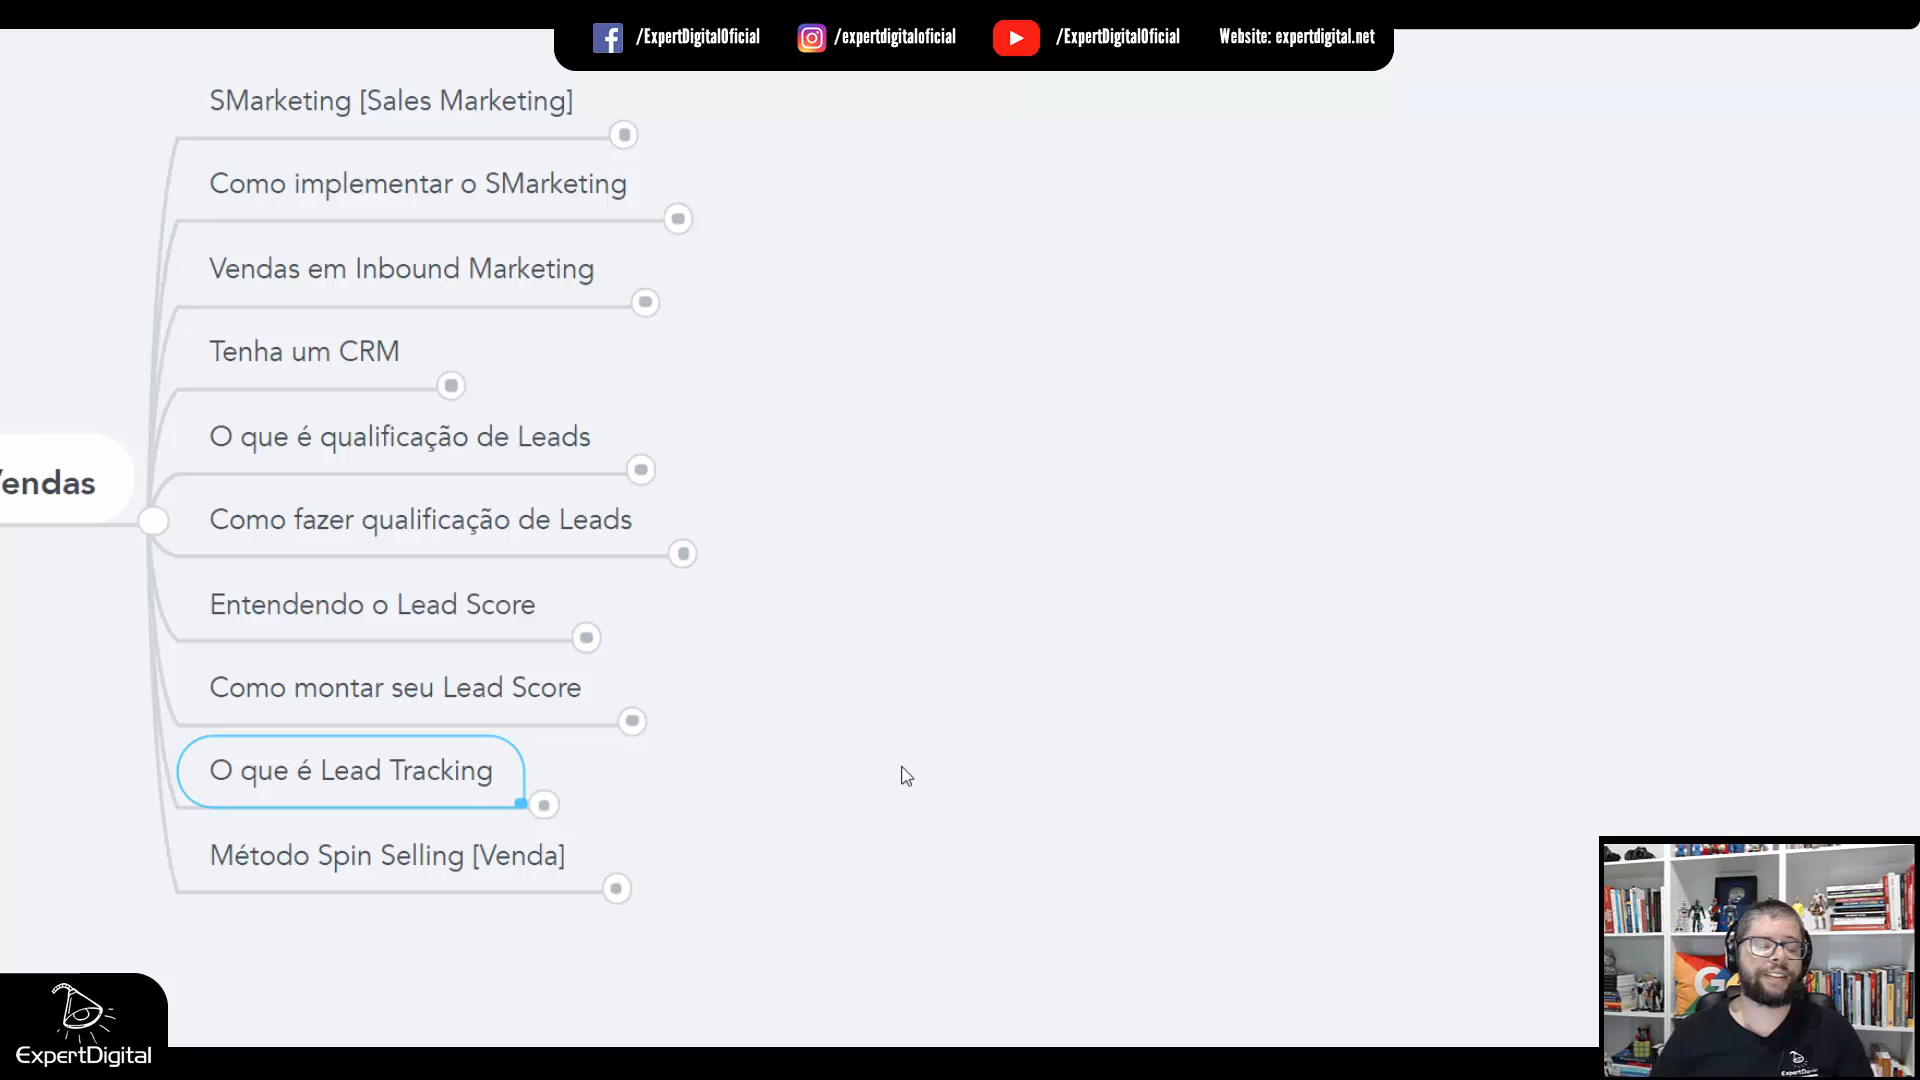 /ExpertDigitalOficial
/expertdigitaloficial
/ExpertDigitalOficial
Website: expertdigital.net
SMarketing [Sales Marketing]
Como implementar o SMarketing
Vendas em Inbound Marketing
Tenha um CRM
O que é qualificação de Leads
Vendas
Como fazer qualificação de Leads
Entendendo o Lead Score
Como montar seu Lead Score
O que é Lead Tracking
Método Spin Selling [Venda]
ExpertDigital